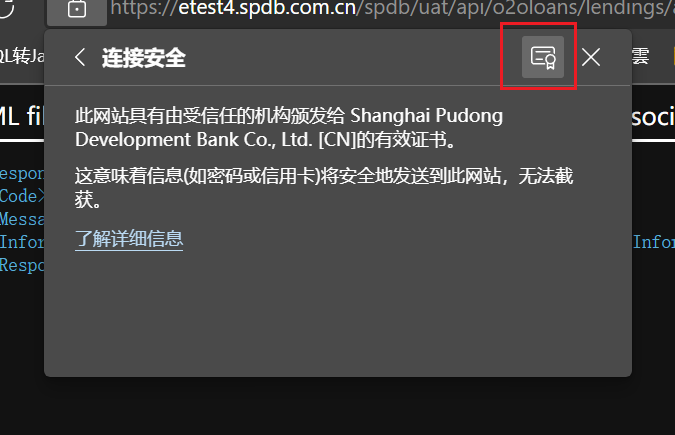 https://etest4.spdb.com.cn/spdb/uat/api/o2oloans/lendings/
QL转Ja
雲
连接安全
ML fil
soci
此网站具有由受信任的机构颁发给 Shanghai Pudong
Development Bank Co., Ltd. [CN]的有效证书。
这意味着信息(如密码或信用卡)将安全地发送到此网站，无法截
获。
了解详细信息
Respon
Code>
Messa
Infor
Infor
Respo